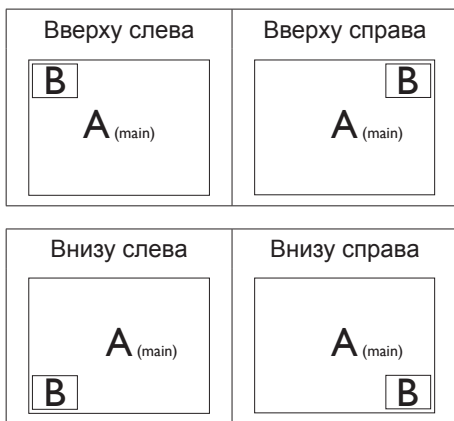 Вверху слева
Вверху справа
B
A (main)
B
A (main)
Внизу слева
Внизу справа
A (main)
B
A (main)
B